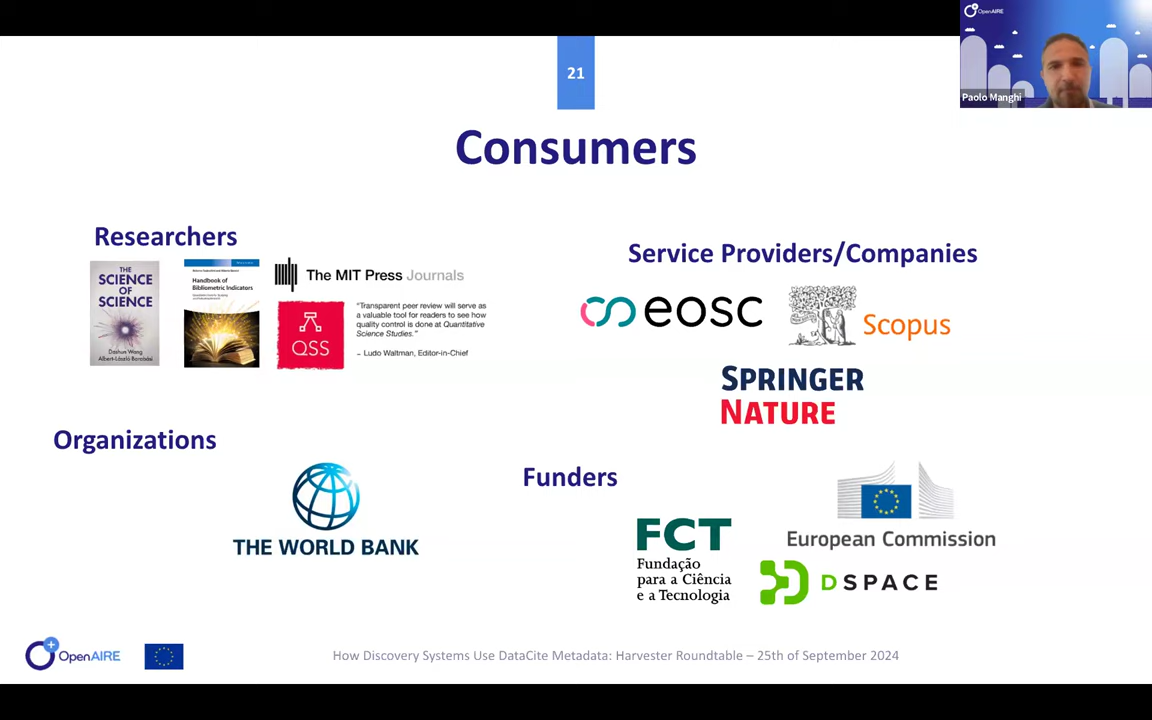 21
OpenAIRE
Paolo Manghi
Consumers
Researchers
THE
SCIENCE
OF
SCIENCE
Dashun Wang
Albert-László Barabási
Handbook of
Bibliometric Indicators
The MIT Press Journals
QSS
“Transparent peer review will serve as
a valuable tool for readers to see how
quality control is done at Quantitative
Science Studies.”
– Ludo Waltman, Editor-in-Chief
Service Providers/Companies
eosc
Scopus
SPRINGER
NATURE
Organizations
THE WORLD BANK
Funders
FCT
Fundação
para a Ciência
e a Tecnologia
European Commission
DSPACE
OpenAIRE
How Discovery Systems Use DataCite Metadata: Harvester Roundtable – 25th of September 2024